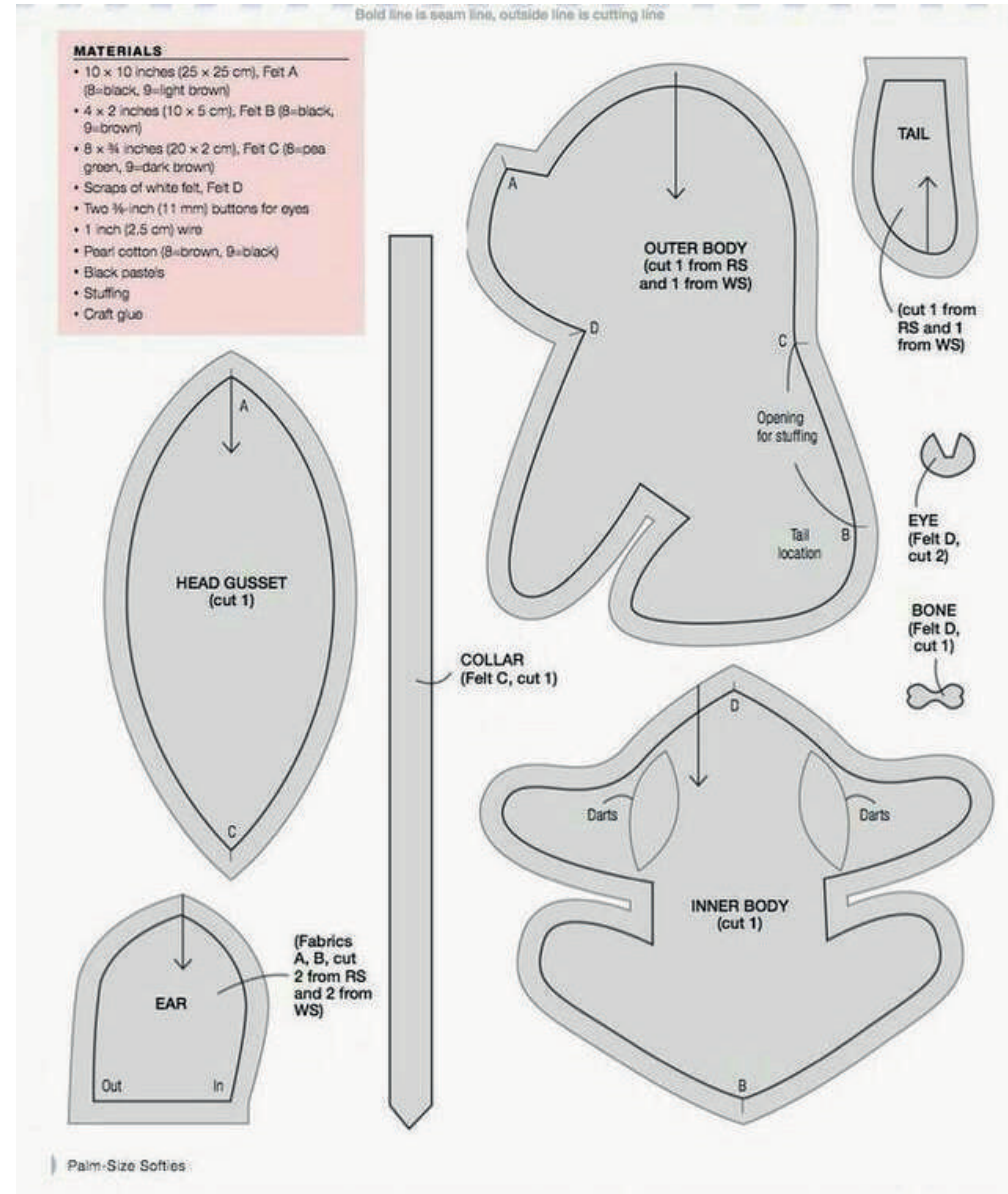 Bold line is seam line, outside line is cutting line
MATERIALS
• 10 × 10 inches (25 × 25 cm), Felt A
(8=black, 9=light brown)
• 4 × 2 inches (10 × 5 cm), Felt B (8=black,
9=brown)
• 8 × ¾ inches (20 × 2 cm), Felt C (8=pea
green, 9=dark brown)
• Scraps of white felt, Felt D
• Two ⅜-inch (11 mm) buttons for eyes
• 1 inch (2.5 cm) wire
• Pearl cotton (8=brown, 9=black)
• Black pastels
• Stuffing
• Craft glue
A
OUTER BODY
(cut 1 from RS
and 1 from WS)
D
C
Opening
for stuffing
Tail
location
B
TAIL
(cut 1 from
RS and 1
from WS)
EYE
(Felt D,
cut 2)
BONE
(Felt D,
cut 1)
A
HEAD GUSSET
(cut 1)
C
COLLAR
(Felt C, cut 1)
D
Darts
Darts
INNER BODY
(cut 1)
B
EAR
Out
In
(Fabrics
A, B, cut
2 from RS
and 2 from
WS)
Palm-Size Softies